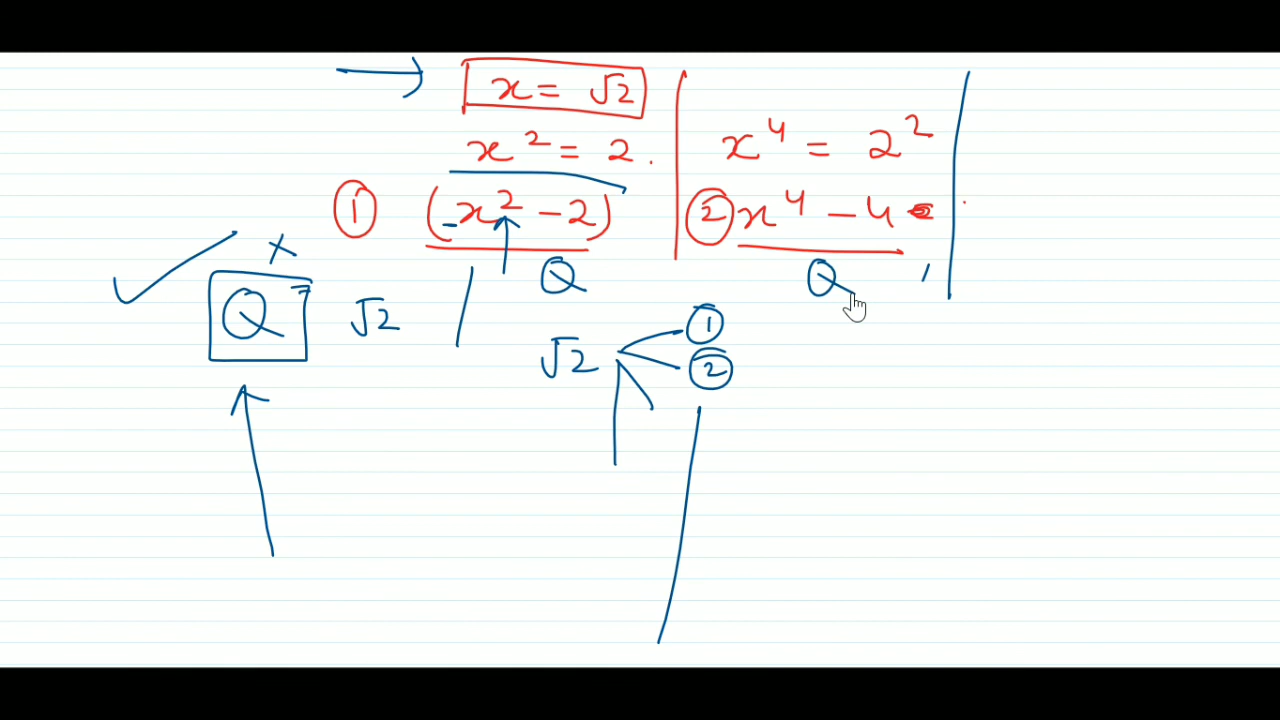 x = √2
x² = 2.
x⁴ = 2²
① (x² - 2)
② x⁴ - 4
Q
Q
Q √2
√2
①
②